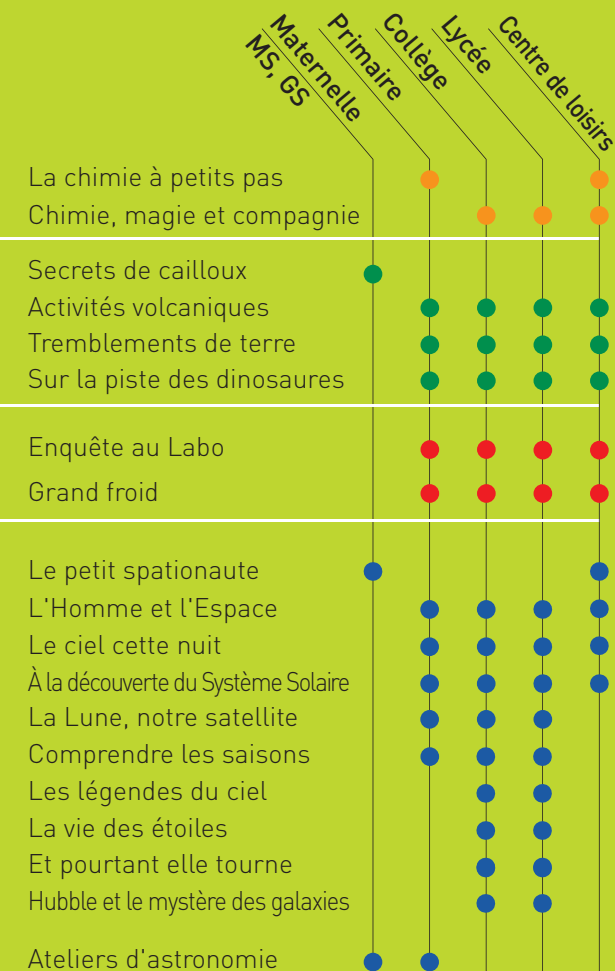 Maternelle
MS, GS
Primaire
Collège
Lycée
Centre de loisirs
La chimie à petits pas
Chimie, magie et compagnie
Secrets de cailloux
Activités volcaniques
Tremblements de terre
Sur la piste des dinosaures
Enquête au Labo
Grand froid
Le petit spationaute
L'Homme et l'Espace
Le ciel cette nuit
À la découverte du Système Solaire
La Lune, notre satellite
Comprendre les saisons
Les légendes du ciel
La vie des étoiles
Et pourtant elle tourne
Hubble et le mystère des galaxies
Ateliers d'astronomie